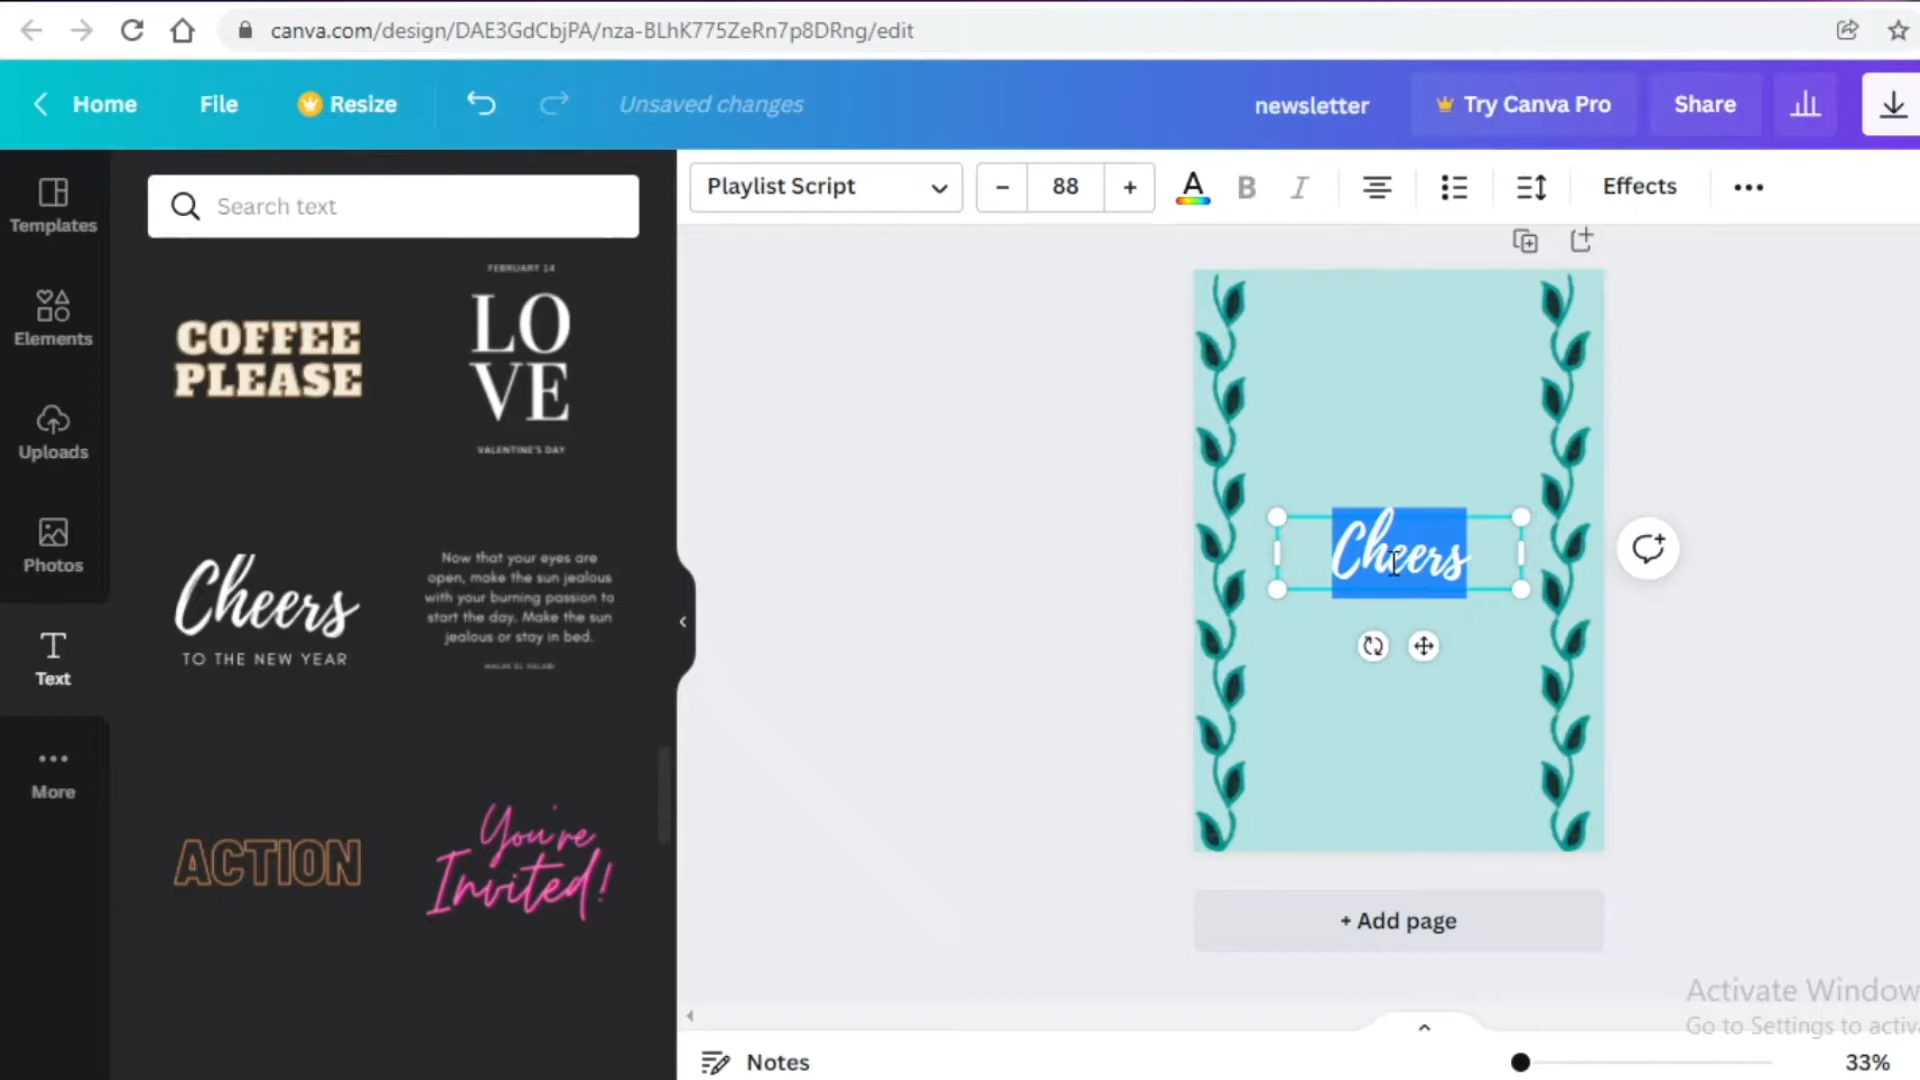 canva.com/design/DAE3GdCbjPA/nza-BLhK775ZeRn7p8DRng/edit
Home
File
Resize
Unsaved changes
newsletter
Try Canva Pro
Share
Templates
Elements
Uploads
Photos
Text
More
Search text
COFFEE
PLEASE
FEBRUARY 14
LO
VE
VALENTINE'S DAY
Cheers
TO THE NEW YEAR
Now that your eyes are
open, make the sun jealous
with your burning passion to
start the day. Make the sun
jealous or stay in bed.
ACTION
You're
Invited!
Playlist Script
88
A
B
I
Effects
Cheers
+ Add page
Activate Window
Go to Settings to activa
Notes
33%